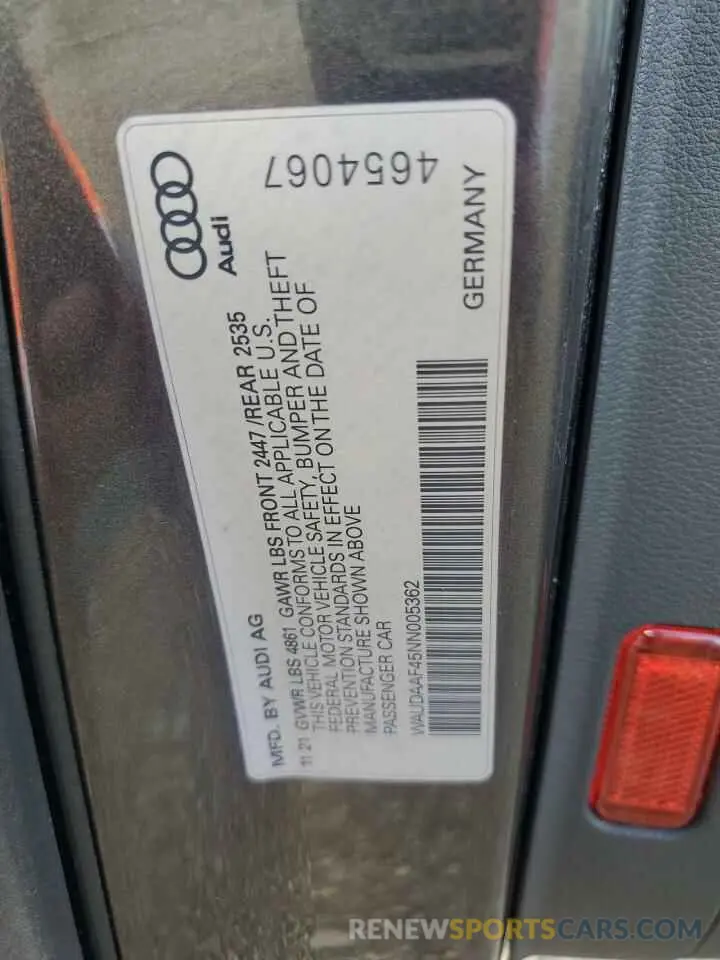 Audi
4654067
MFD. BY AUDI AG
11 21 GVWR LBS 4861 GAWR LBS FRONT 2447/REAR 2535
THIS VEHICLE CONFORMS TO ALL APPLICABLE U.S.
FEDERAL MOTOR VEHICLE SAFETY, BUMPER AND THEFT
PREVENTION STANDARDS IN EFFECT ON THE DATE OF
MANUFACTURE SHOWN ABOVE
PASSENGER CAR
WAUDAAF45NN005362
GERMANY
RENEWSPORTSCARS.COM